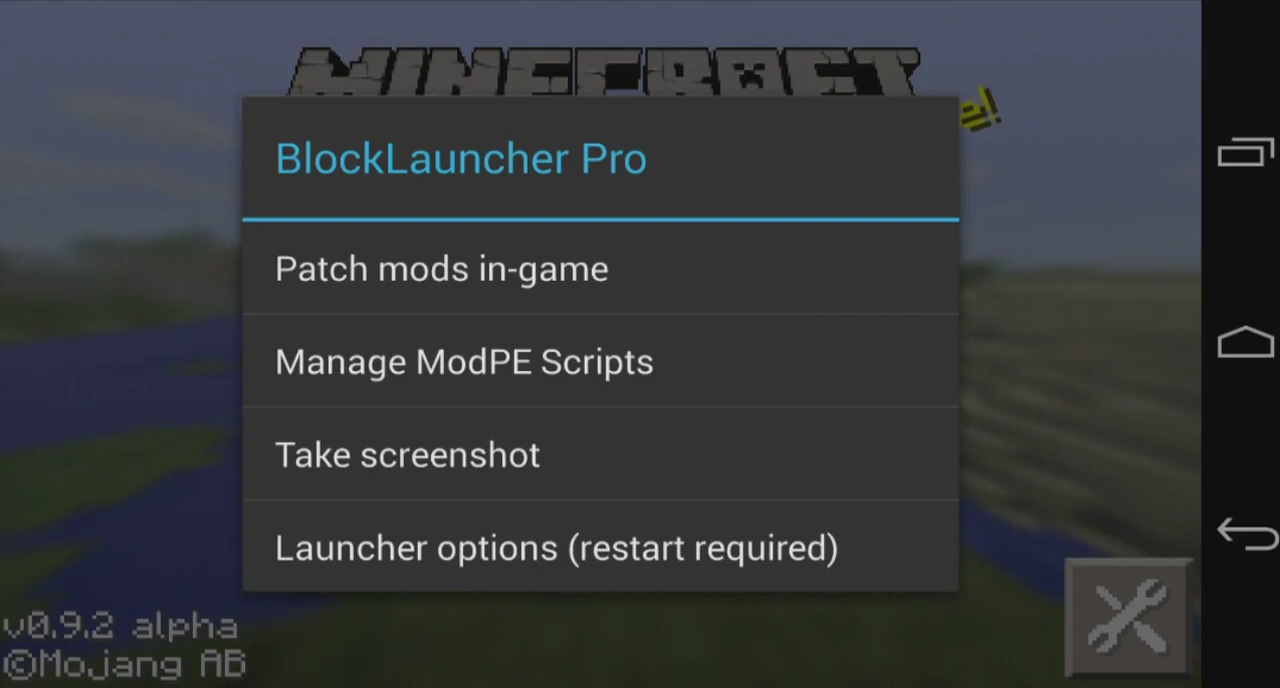 MINECRAFT
e!
BlockLauncher Pro
Patch mods in-game
Manage ModPE Scripts
Take screenshot
Launcher options (restart required)
v0.9.2 alpha
©Mojang AB